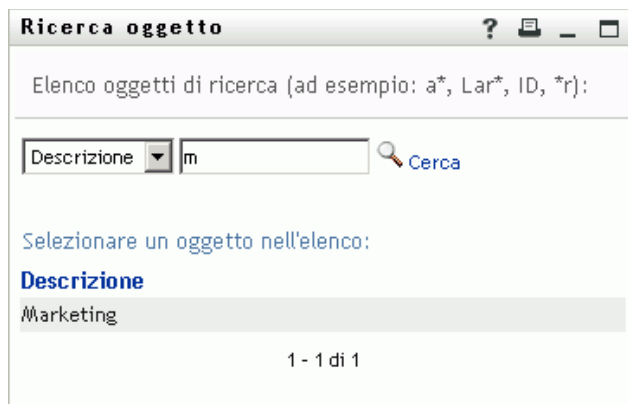 Ricerca oggetto ?
Elenco oggetti di ricerca (ad esempio: a*, Lar*, ID, *r):
Descrizione m Cerca
Selezionare un oggetto nell'elenco:
Descrizione
Marketing
1 - 1 di 1